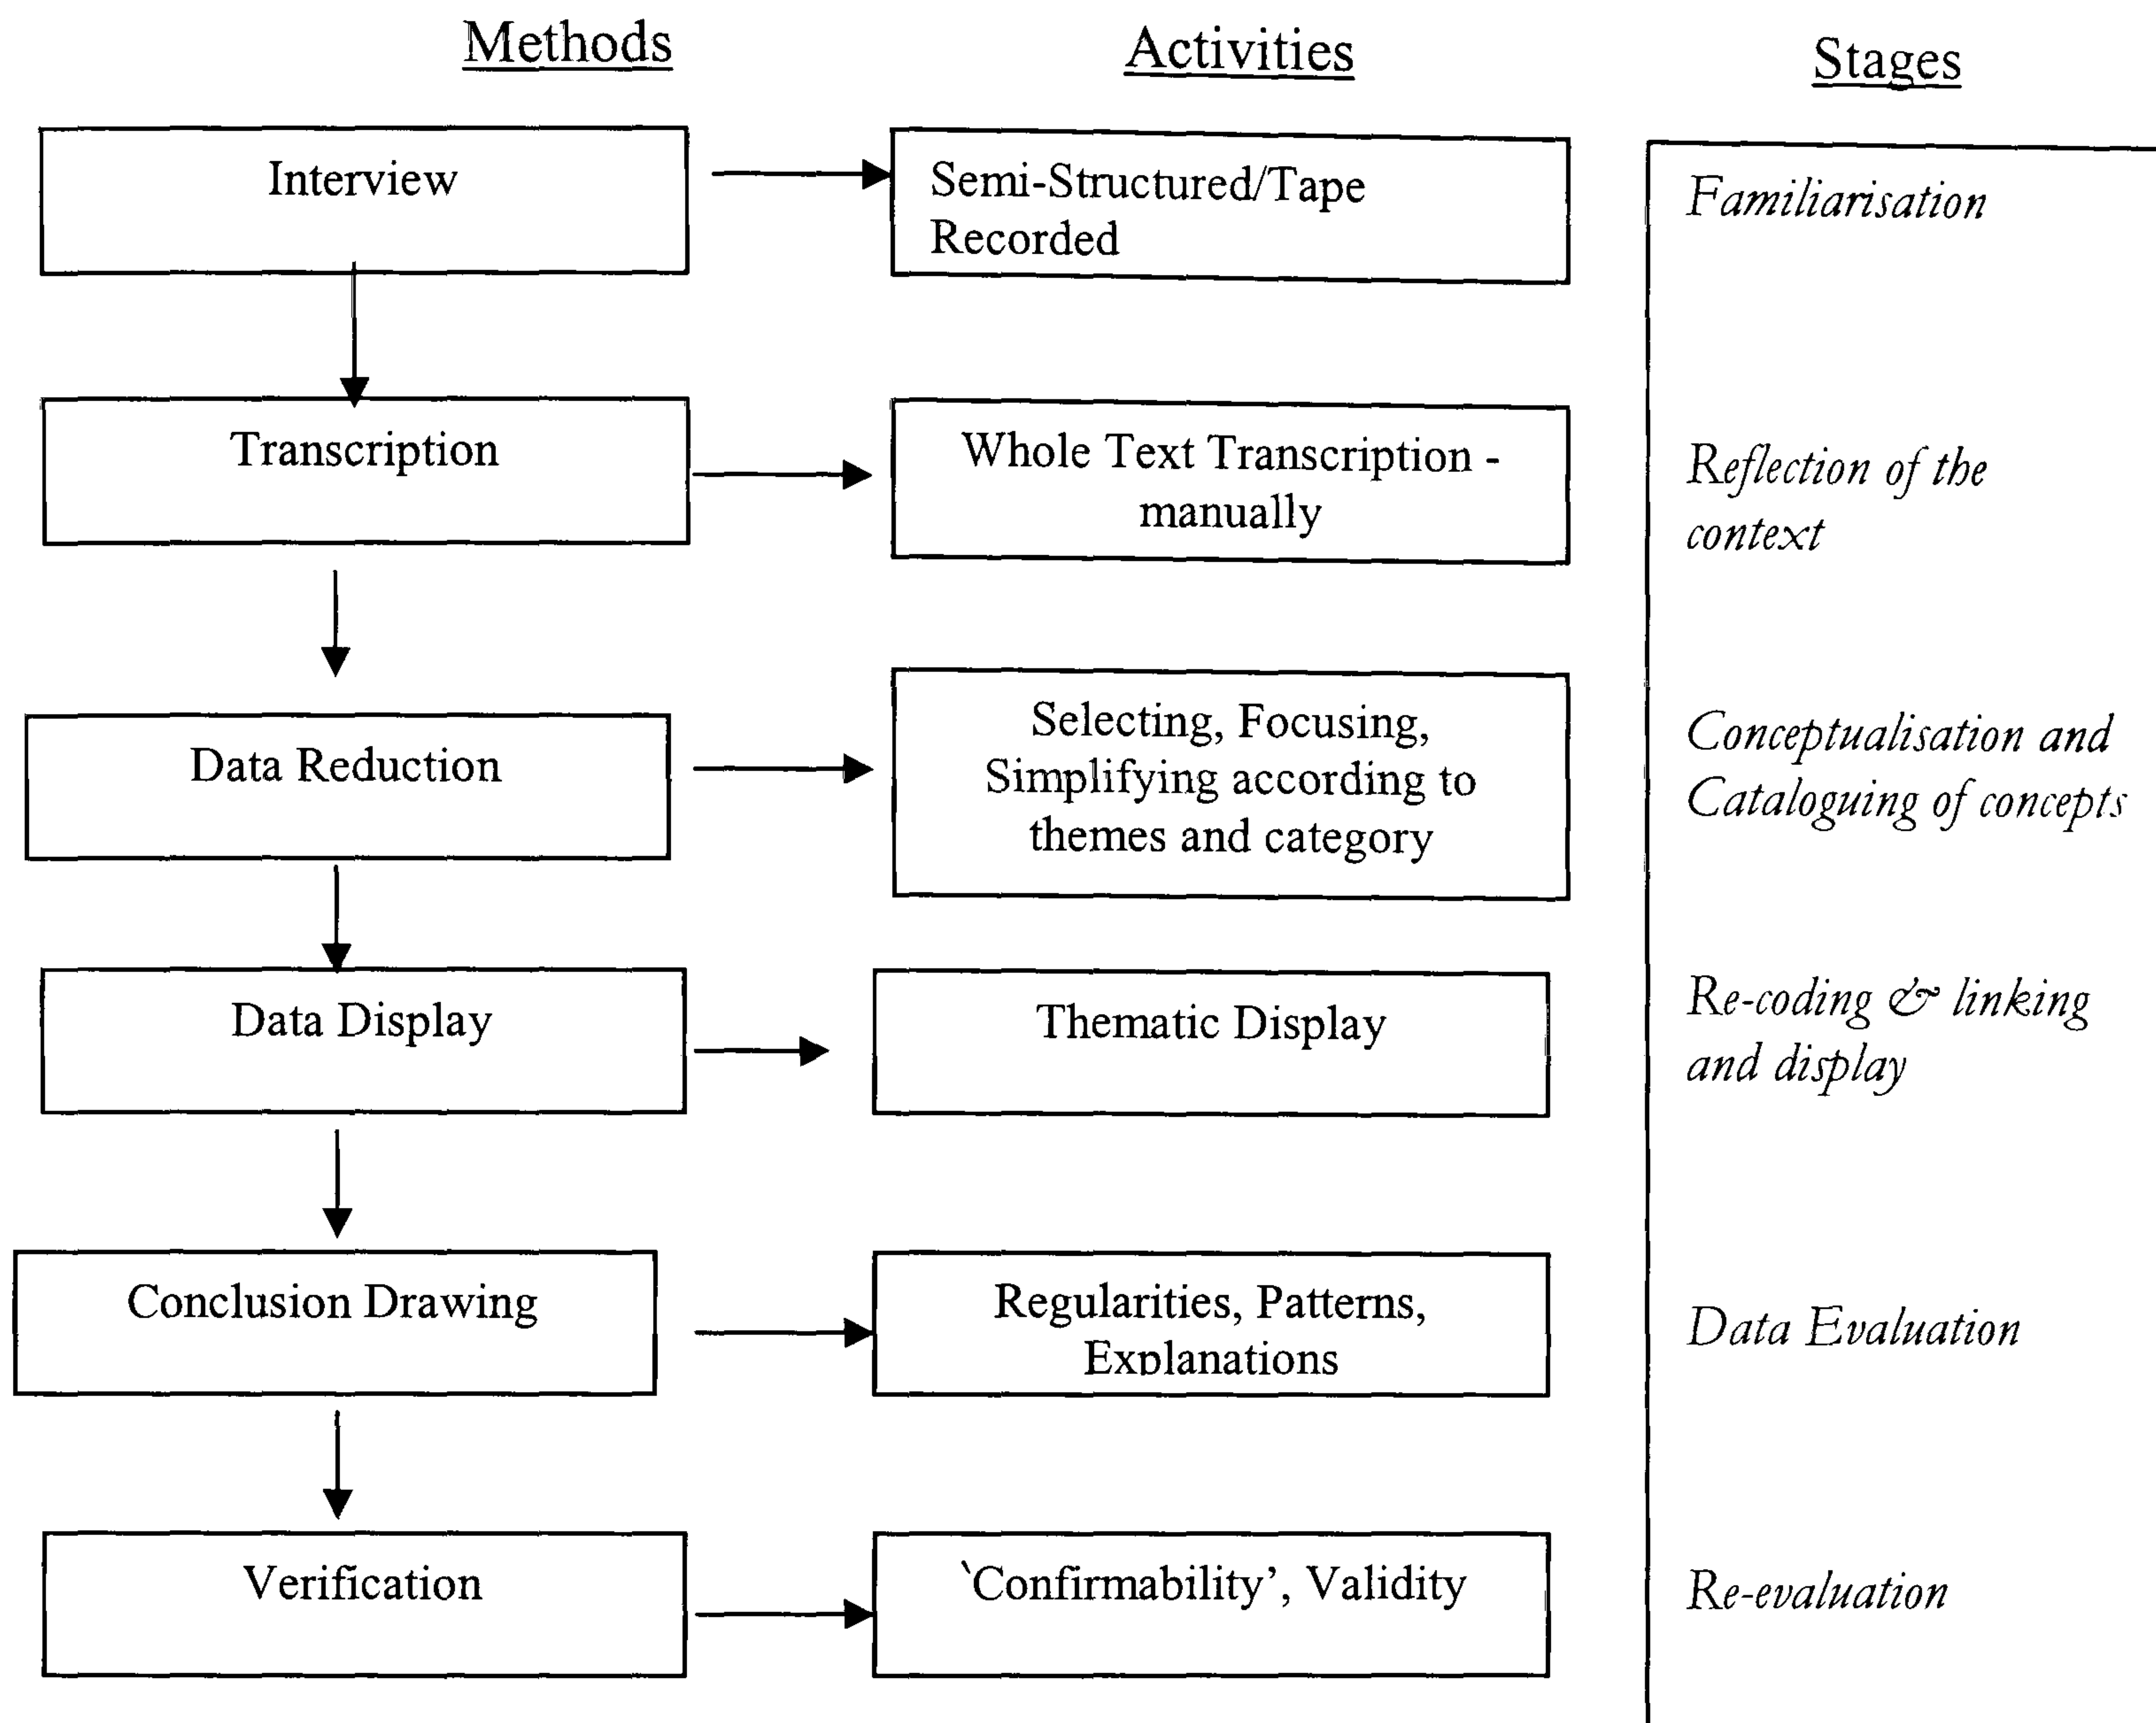 Methods Activities Stages
Interview
Semi-Structured/Tape
Recorded
Familiarisation
Transcription
Whole Text Transcription -
manually
Reflection of the
context
Data Reduction
Selecting, Focusing,
Simplifying according to
themes and category
Conceptualisation and
Cataloguing of concepts
Data Display
Thematic Display
Re-coding & linking
and display
Conclusion Drawing
Regularities, Patterns,
Explanations
Data Evaluation
Verification
‘Confirmability’, Validity
Re-evaluation